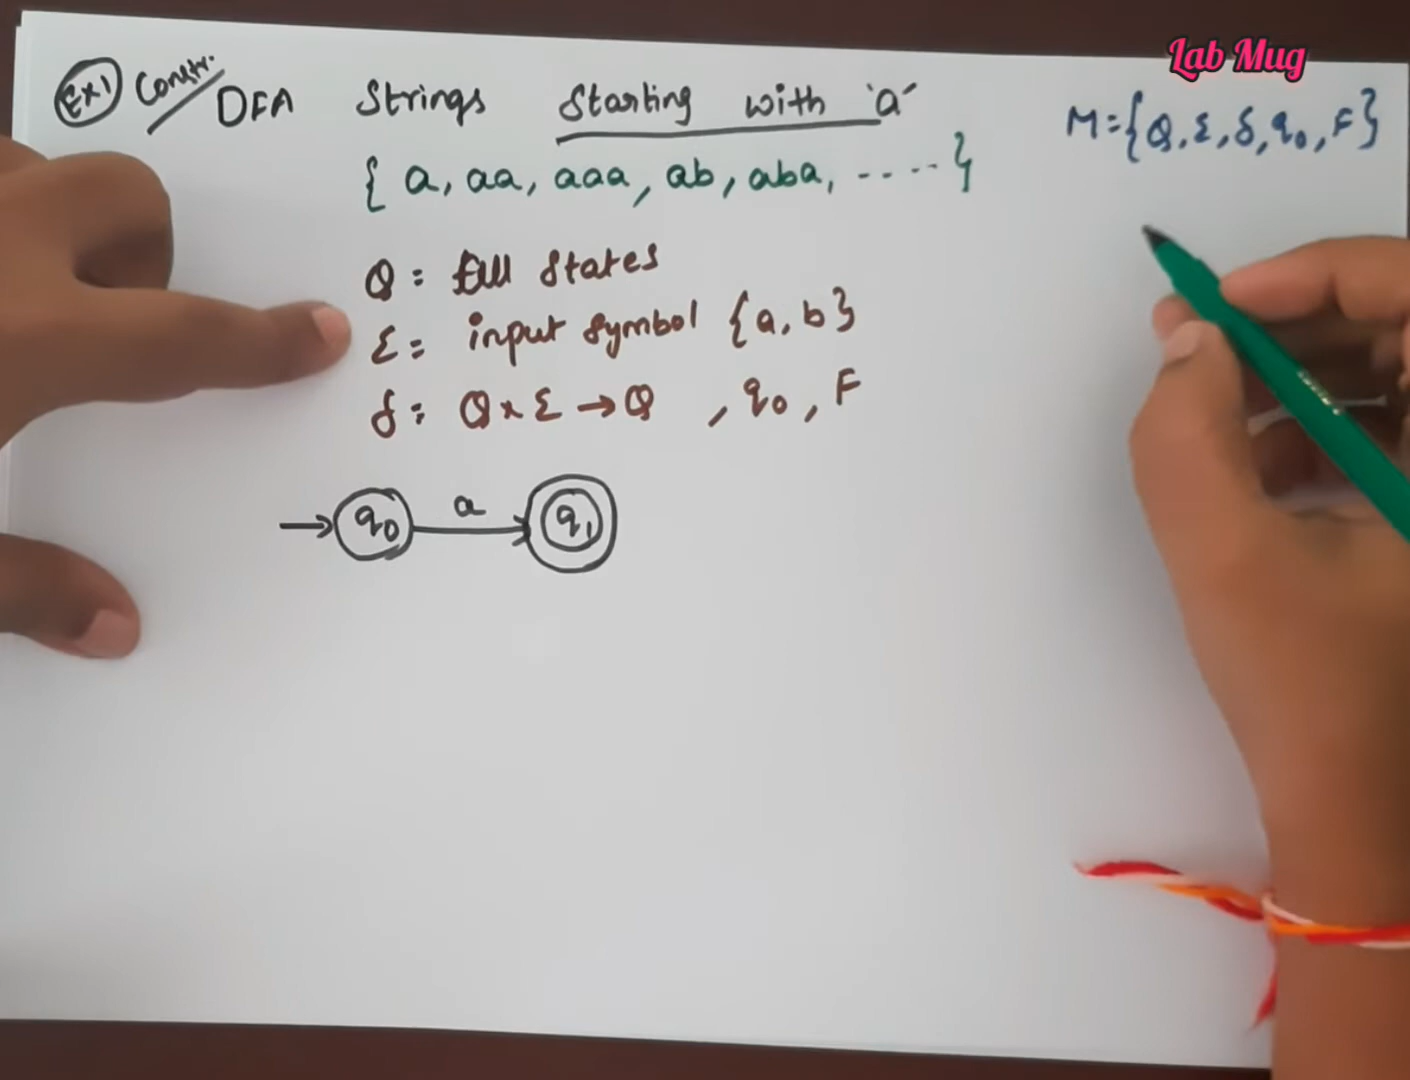 Lab Mug
Ex1 Constr. DFA Strings Starting with 'a'
M={Q, Σ, δ, q0, F}
{ a, aa, aaa, ab, aba, ..... }
Q = All States
Σ = input symbol {a, b}
δ = Q x Σ → Q , q0, F
→ q0 a q1